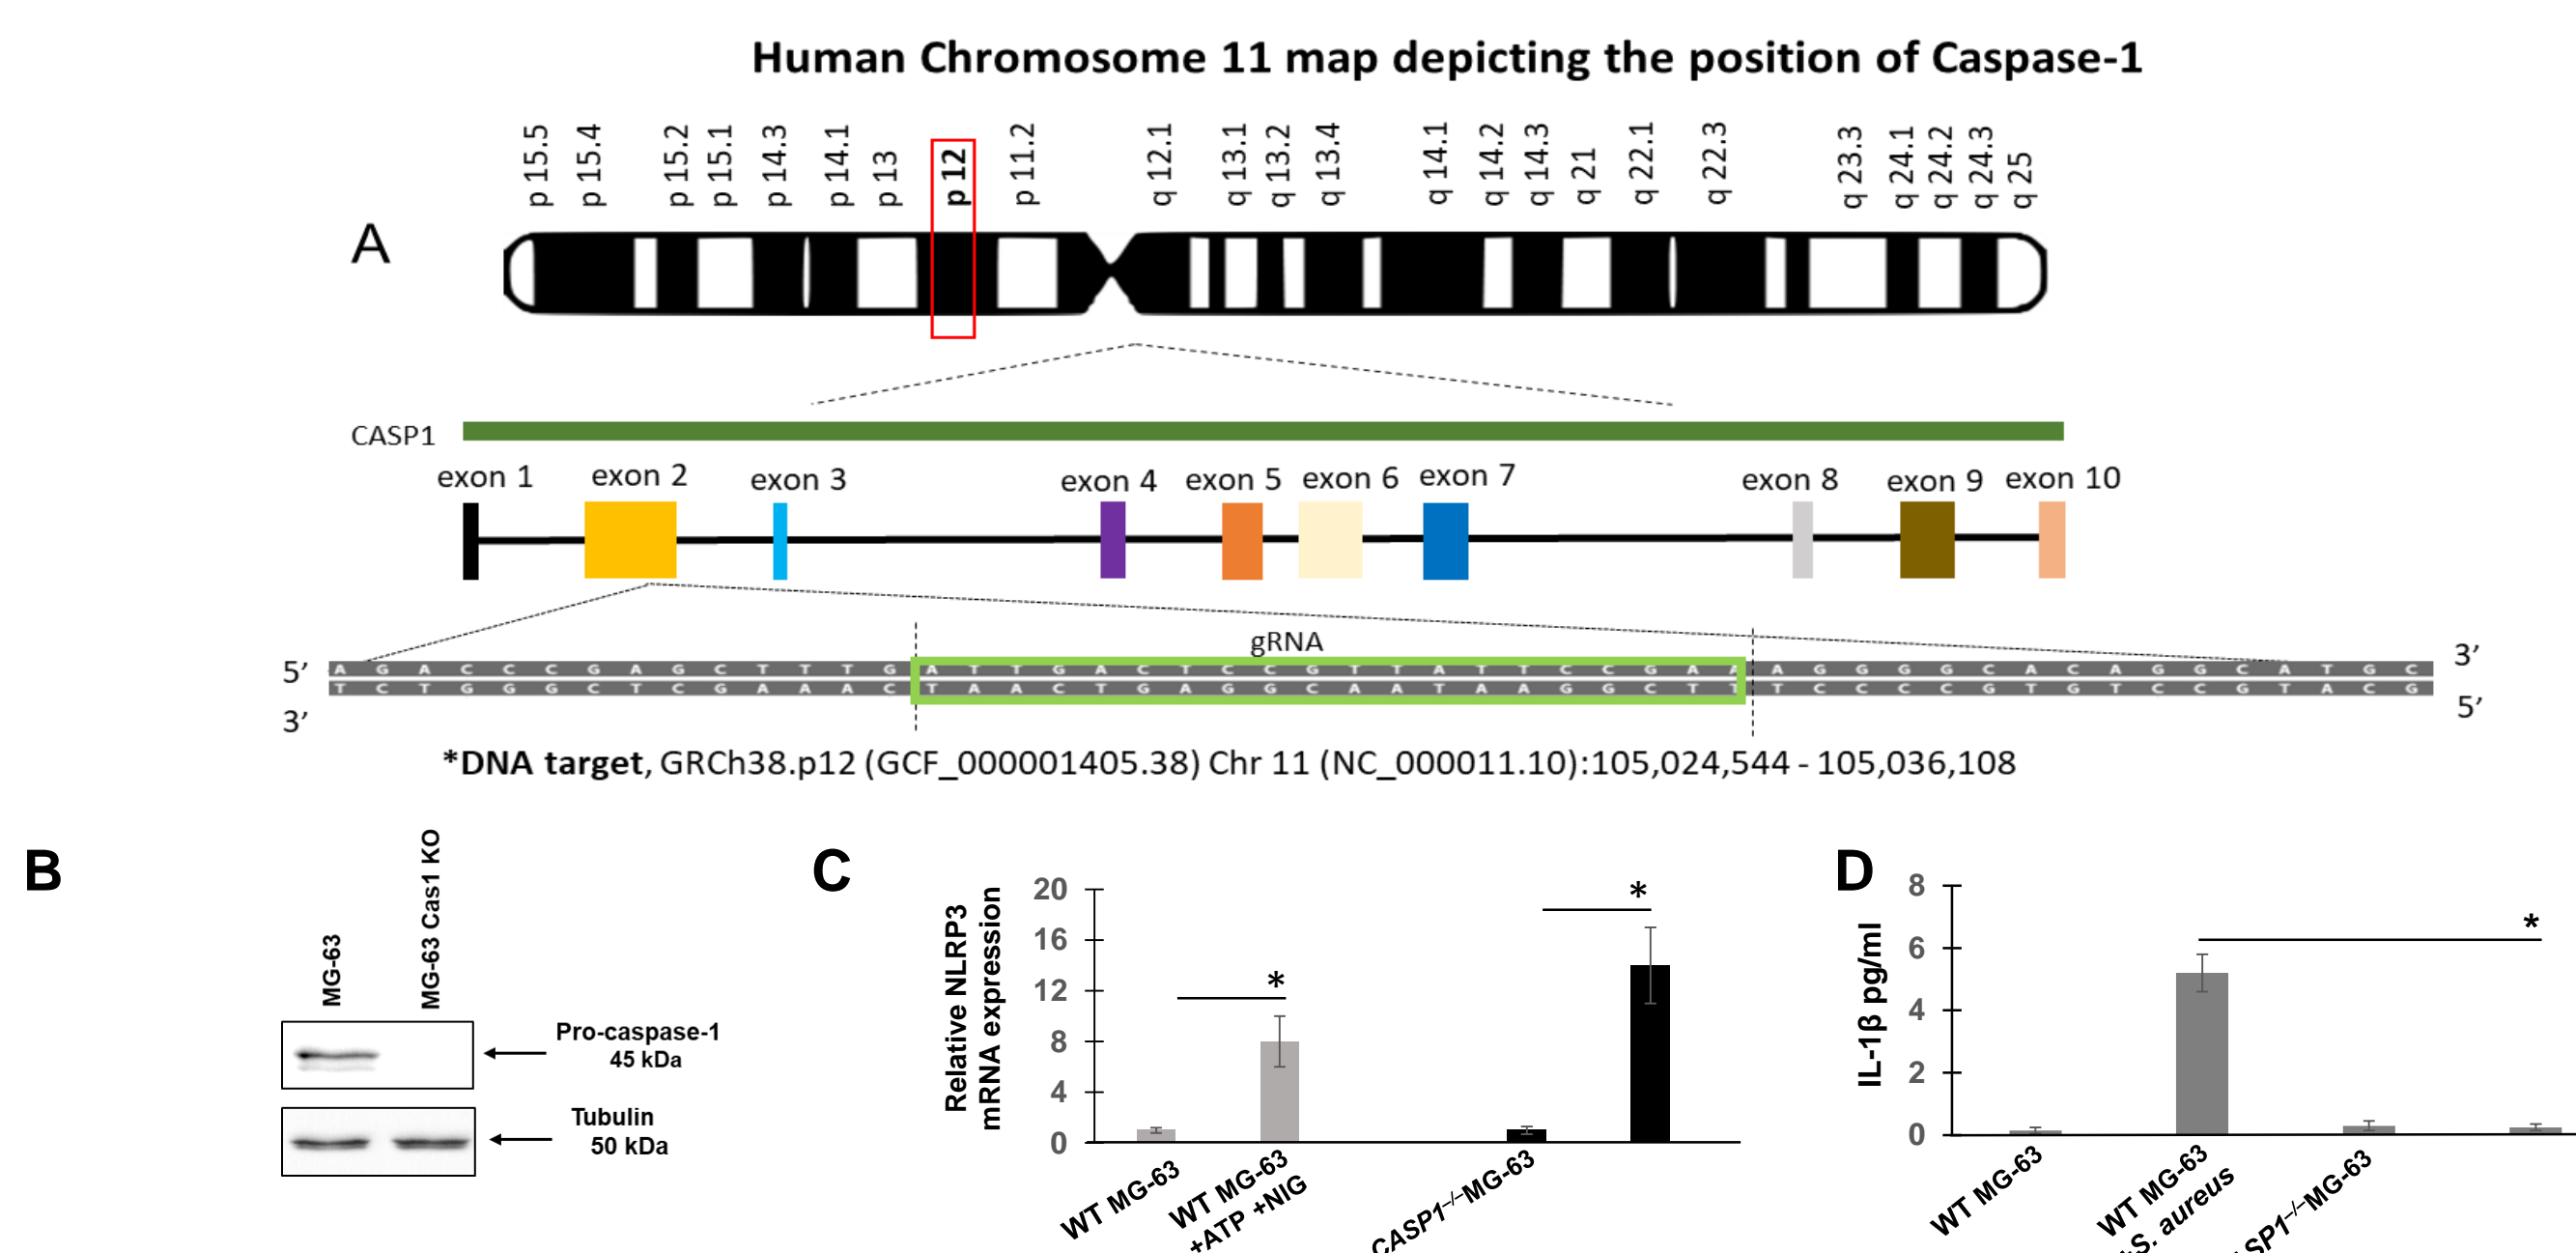 Human Chromosome 11 map depicting the position of Caspase-1
p 15.5 p 15.4 p 15.2 p 15.1 p 14.3 p 14.1 p 13 p 12 p 11.2 q 12.1 q 13.1 q 13.2 q 13.4 q 14.1 q 14.2 q 14.3 q 21 q 22.1 q 22.3 q 23.3 q 24.1 q 24.2 q 24.3 q 25
A
CASP1
exon 1 exon 2 exon 3 exon 4 exon 5 exon 6 exon 7 exon 8 exon 9 exon 10
gRNA
5′ A G A C C C G A G C T T T G A T T G A C T C C G T T A T T C C G A A A G G G G C A C A G G C A T G C 3′
T C T G G G C T C G A A A C T A A C T G A G G C A A T A A G G C T T T C C C C G T G T C C G T A C G
3′ 5′
*DNA target, GRCh38.p12 (GCF_000001405.38) Chr 11 (NC_000011.10):105,024,544 - 105,036,108
B
MG-63
MG-63 Cas1 KO
Pro-caspase-1
45 kDa
Tubulin
50 kDa
C
Relative NLRP3
mRNA expression
20
16
12
8
4
0
*
*
WT MG-63
WT MG-63
+ATP +NIG
CASP1–/–MG-63
D
IL-1β pg/ml
8
6
4
2
0
*
WT MG-63
WT MG-63
S. aureus
SP1–/–MG-63